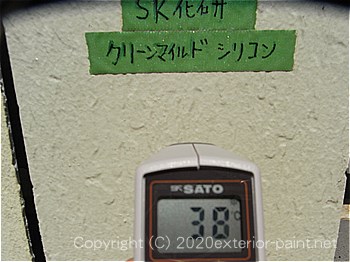 SK化研
クリーンマイルド シリコン
SK SATO
38℃
Copyright (C) 2020exterior-paint.net